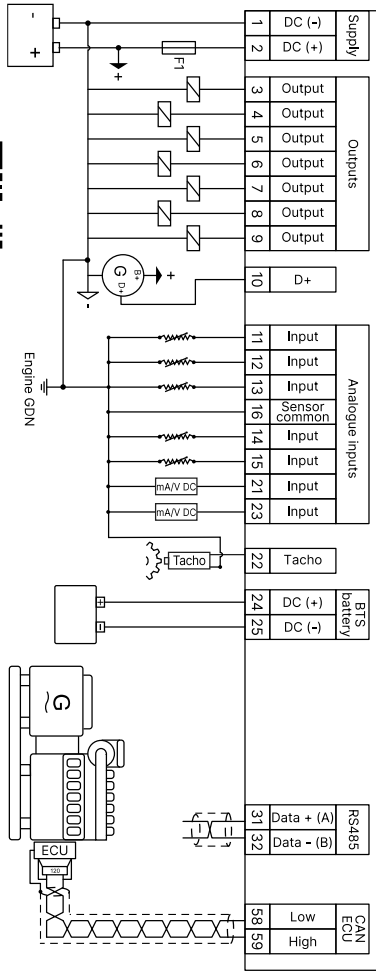 Supply
1 DC (-)
2 DC (+)
- +
+
F1
Outputs
3 Output
4 Output
5 Output
6 Output
7 Output
8 Output
9 Output
10 D+
G B+ D+
+
-
Engine GDN
Analogue inputs
11 Input
12 Input
13 Input
16 Sensor common
14 Input
15 Input
21 Input
23 Input
mA/V DC
mA/V DC
22 Tacho
Tacho
BTS battery
24 DC (+)
25 DC (-)
+ -
G ~
ECU
120
RS485
31 Data + (A)
32 Data - (B)
CAN ECU
58 Low
59 High